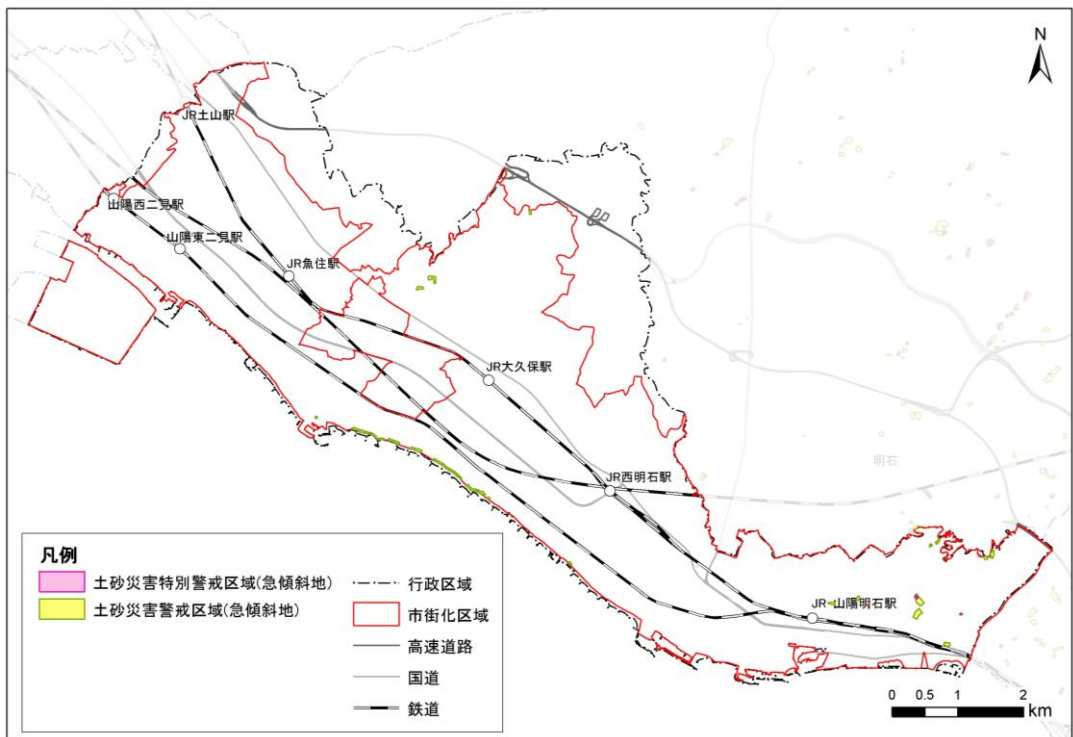 N
JR土山駅
山陽西二見駅
山陽東二見駅
JR魚住駅
JR大久保駅
明石
JR西明石駅
JR・山陽明石駅
凡例
土砂災害特別警戒区域(急傾斜地)
土砂災害警戒区域(急傾斜地)
行政区域
市街化区域
高速道路
国道
鉄道
0 0.5 1 2
km